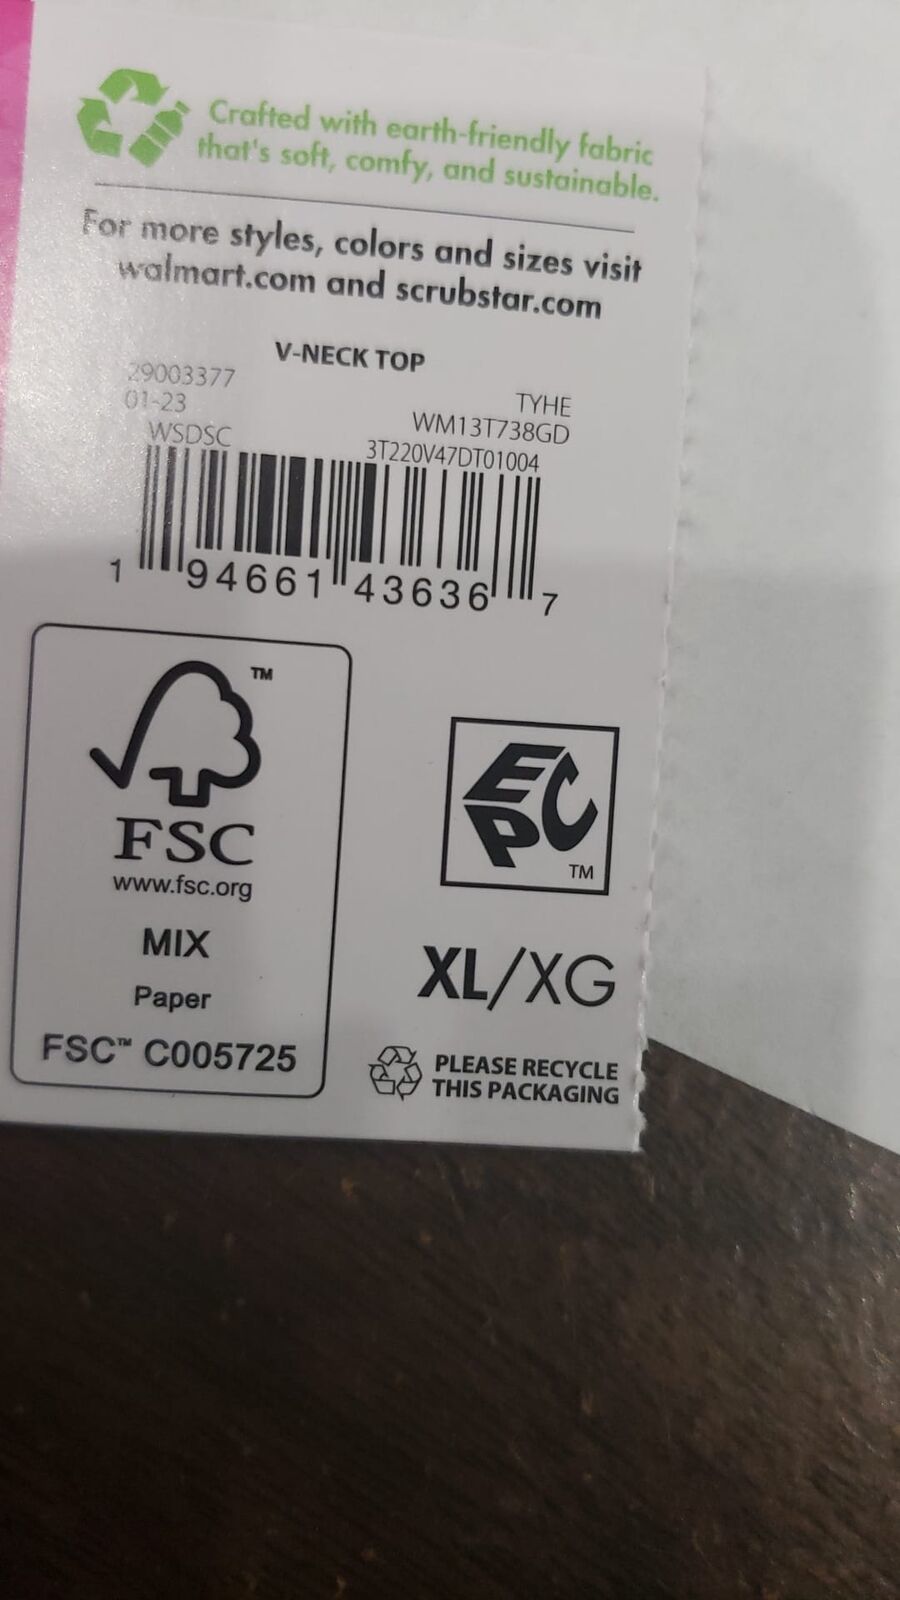 Crafted with earth-friendly fabric
that's soft, comfy, and sustainable.
For more styles, colors and sizes visit
walmart.com and scrubstar.com
V-NECK TOP
29003377
01-23
WSDSC
TYHE
WM13T738GD
3T220V47DT01004
1 94661 43636 7
TM
FSC
www.fsc.org
MIX
Paper
FSC™ C005725
EPC
TM
XL/XG
PLEASE RECYCLE
THIS PACKAGING